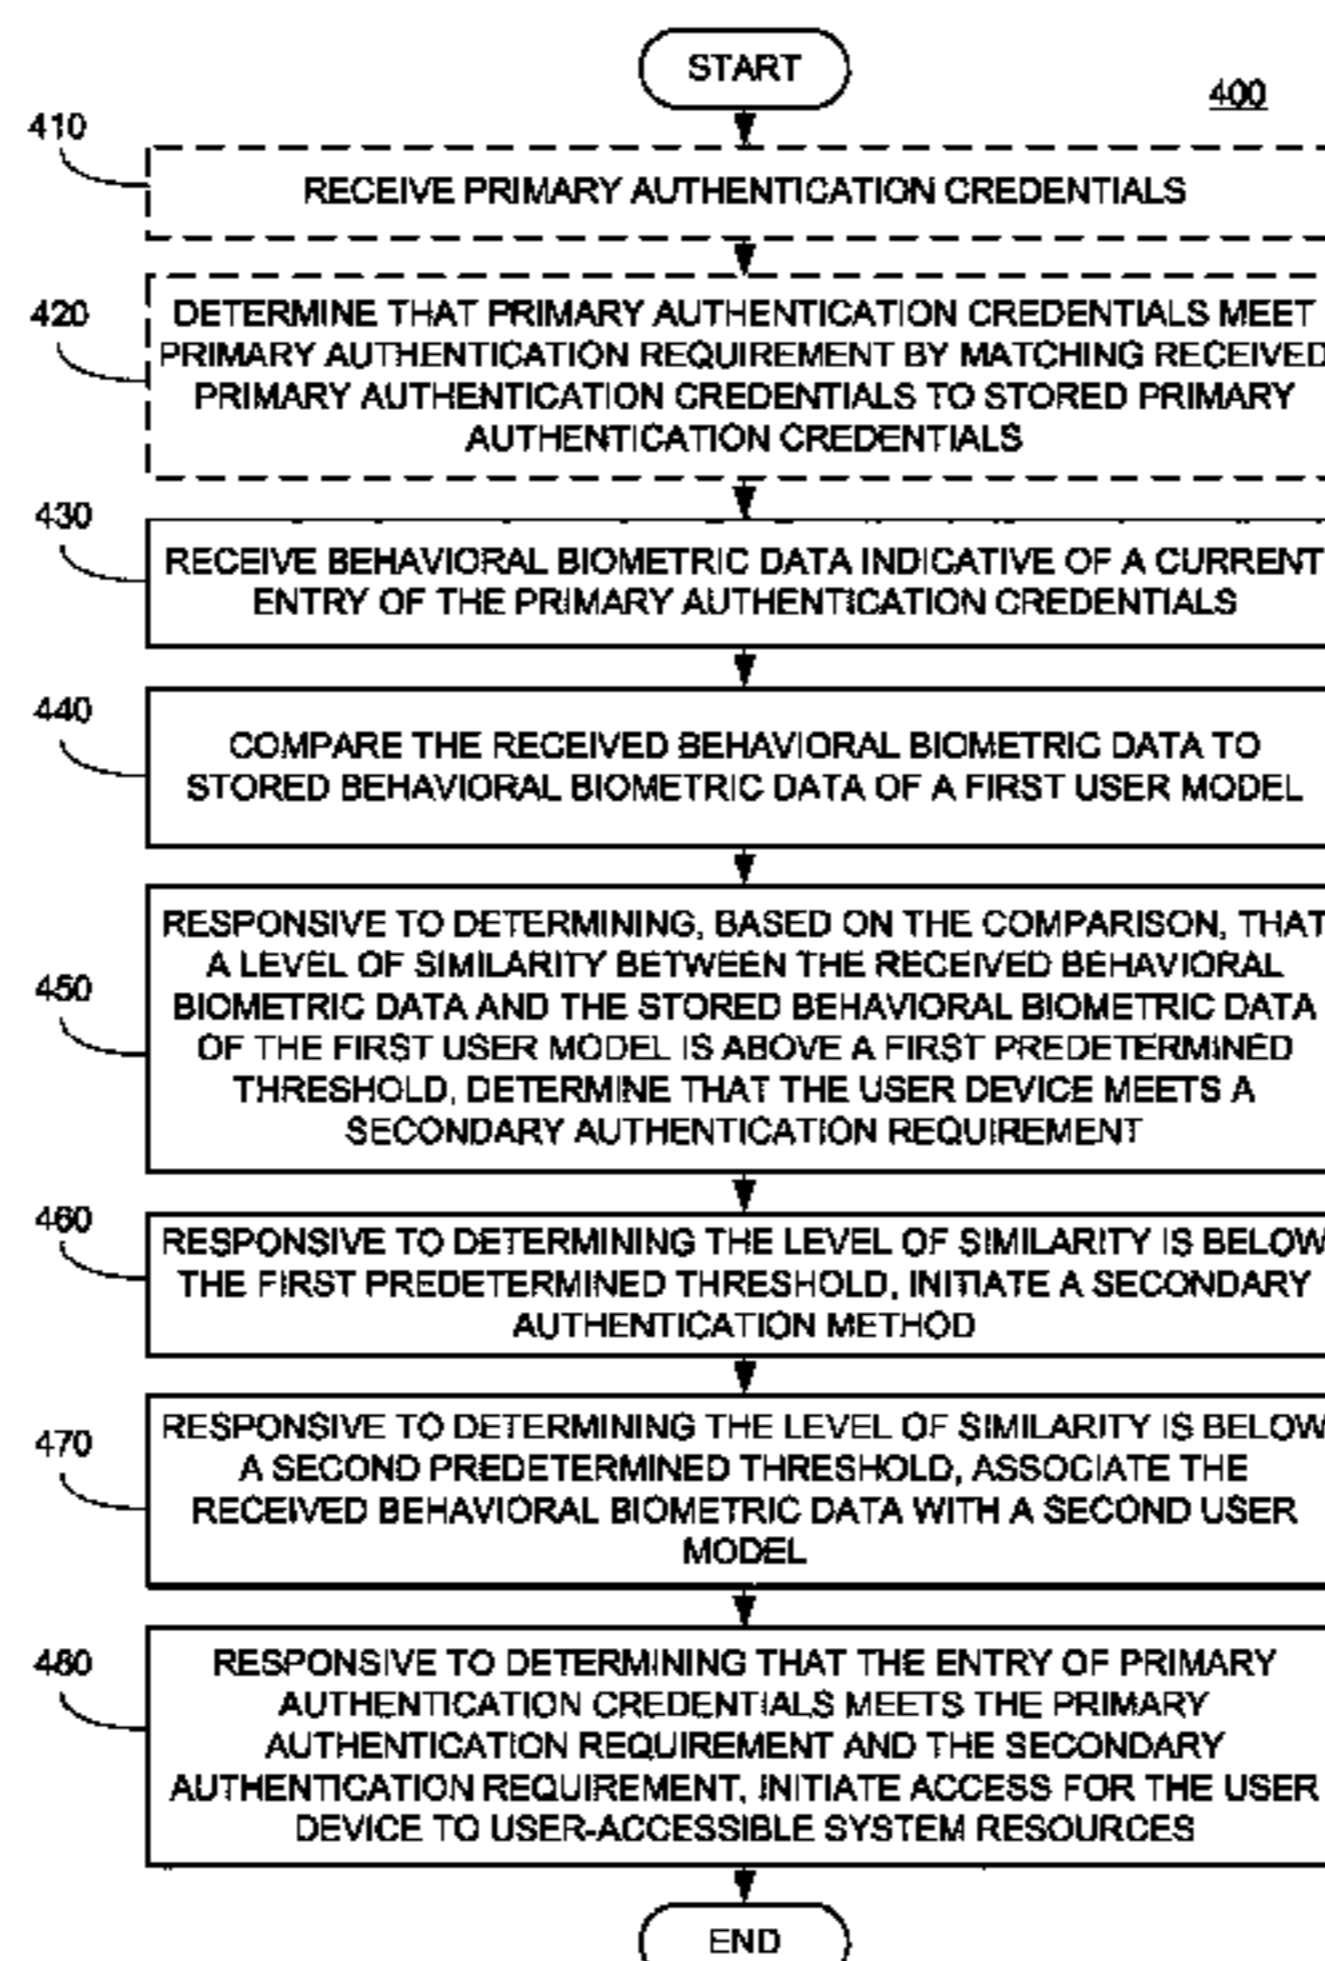 START
400
410
RECEIVE PRIMARY AUTHENTICATION CREDENTIALS
420
DETERMINE THAT PRIMARY AUTHENTICATION CREDENTIALS MEET
PRIMARY AUTHENTICATION REQUIREMENT BY MATCHING RECEIVED
PRIMARY AUTHENTICATION CREDENTIALS TO STORED PRIMARY
AUTHENTICATION CREDENTIALS
430
RECEIVE BEHAVIORAL BIOMETRIC DATA INDICATIVE OF A CURRENT
ENTRY OF THE PRIMARY AUTHENTICATION CREDENTIALS
440
COMPARE THE RECEIVED BEHAVIORAL BIOMETRIC DATA TO
STORED BEHAVIORAL BIOMETRIC DATA OF A FIRST USER MODEL
450
RESPONSIVE TO DETERMINING, BASED ON THE COMPARISON, THAT
A LEVEL OF SIMILARITY BETWEEN THE RECEIVED BEHAVIORAL
BIOMETRIC DATA AND THE STORED BEHAVIORAL BIOMETRIC DATA
OF THE FIRST USER MODEL IS ABOVE A FIRST PREDETERMINED
THRESHOLD, DETERMINE THAT THE USER DEVICE MEETS A
SECONDARY AUTHENTICATION REQUIREMENT
460
RESPONSIVE TO DETERMINING THE LEVEL OF SIMILARITY IS BELOW
THE FIRST PREDETERMINED THRESHOLD, INITIATE A SECONDARY
AUTHENTICATION METHOD
470
RESPONSIVE TO DETERMINING THE LEVEL OF SIMILARITY IS BELOW
A SECOND PREDETERMINED THRESHOLD, ASSOCIATE THE
RECEIVED BEHAVIORAL BIOMETRIC DATA WITH A SECOND USER
MODEL
480
RESPONSIVE TO DETERMINING THAT THE ENTRY OF PRIMARY
AUTHENTICATION CREDENTIALS MEETS THE PRIMARY
AUTHENTICATION REQUIREMENT AND THE SECONDARY
AUTHENTICATION REQUIREMENT, INITIATE ACCESS FOR THE USER
DEVICE TO USER-ACCESSIBLE SYSTEM RESOURCES
END